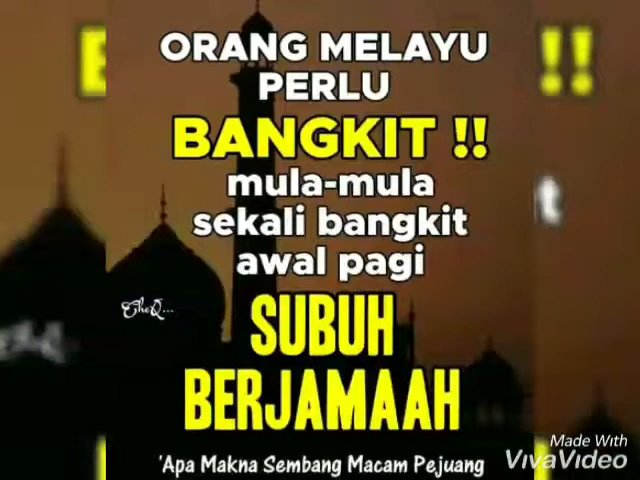 ORANG MELAYU
PERLU
BANGKIT !!
mula-mula
sekali bangkit
awal pagi
CheQ...
SUBUH
BERJAMAAH
'Apa Makna Sembang Macam Pejuang
Made With
VivaVideo